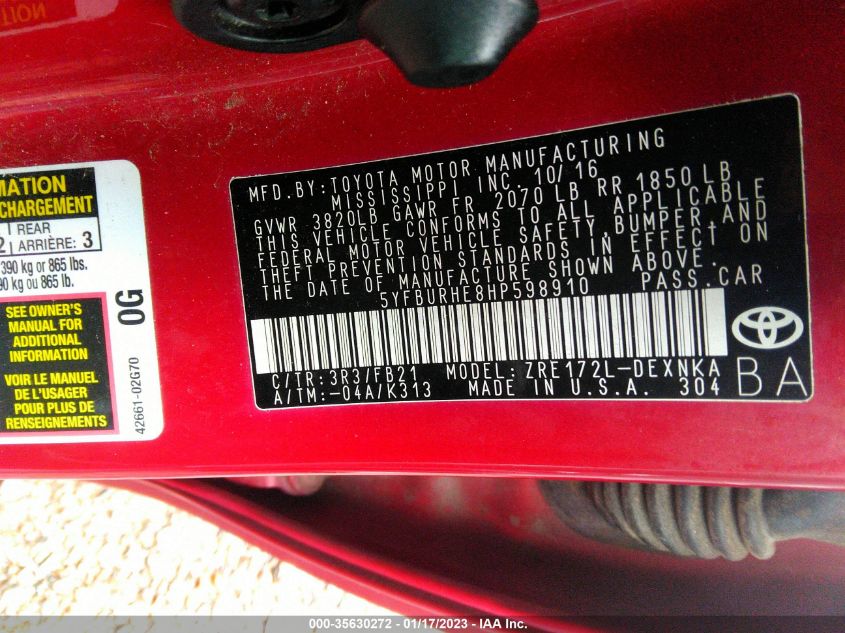 TION
MATION
CHARGEMENT
REAR
2 ARRIÈRE: 3
390 kg or 865 lbs.
90 kg ou 865 lb.
SEE OWNER'S
MANUAL FOR
ADDITIONAL
INFORMATION
VOIR LE MANUEL
DE L'USAGER
POUR PLUS DE
RENSEIGNEMENTS
0G
42661-02G70
MFD.BY:TOYOTA MOTOR MANUFACTURING
MISSISSIPPI INC. 10/16
GVWR 3820LB GAWR FR 2070 LB RR 1850 LB
THIS VEHICLE CONFORMS TO ALL APPLICABLE
FEDERAL MOTOR VEHICLE SAFETY,BUMPER,AND
THEFT PREVENTION STANDARDS IN EFFECT ON
THE DATE OF MANUFACTURE SHOWN ABOVE.
5YFBURHE8HP598910 PASS.CAR
C/TR:3R3/FB21 MODEL:ZRE172L-DEXNKA
A/TM:-04A/K313 MADE IN U.S.A. 304
BA
000-35630272 - 01/17/2023 - IAA Inc.